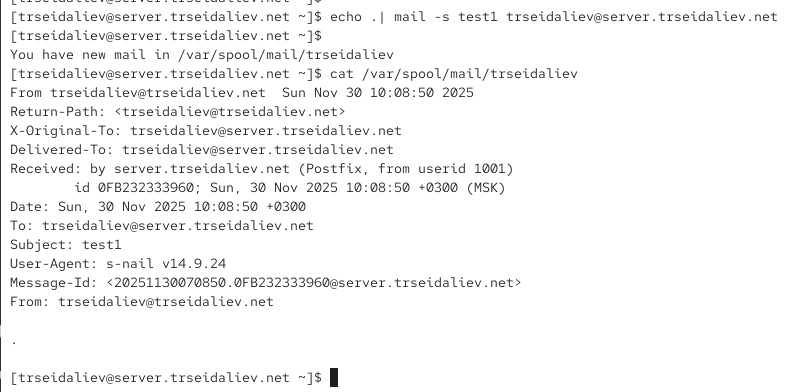 [trseidaliev@server.trseidaliev.net ~]$ echo .| mail -s test1 trseidaliev@server.trseidaliev.net
[trseidaliev@server.trseidaliev.net ~]$
You have new mail in /var/spool/mail/trseidaliev
[trseidaliev@server.trseidaliev.net ~]$ cat /var/spool/mail/trseidaliev
From trseidaliev@trseidaliev.net  Sun Nov 30 10:08:50 2025
Return-Path: <trseidaliev@trseidaliev.net>
X-Original-To: trseidaliev@server.trseidaliev.net
Delivered-To: trseidaliev@server.trseidaliev.net
Received: by server.trseidaliev.net (Postfix, from userid 1001)
        id 0FB232333960; Sun, 30 Nov 2025 10:08:50 +0300 (MSK)
Date: Sun, 30 Nov 2025 10:08:50 +0300
To: trseidaliev@server.trseidaliev.net
Subject: test1
User-Agent: s-nail v14.9.24
Message-Id: <20251130070850.0FB232333960@server.trseidaliev.net>
From: trseidaliev@trseidaliev.net
.
[trseidaliev@server.trseidaliev.net ~]$